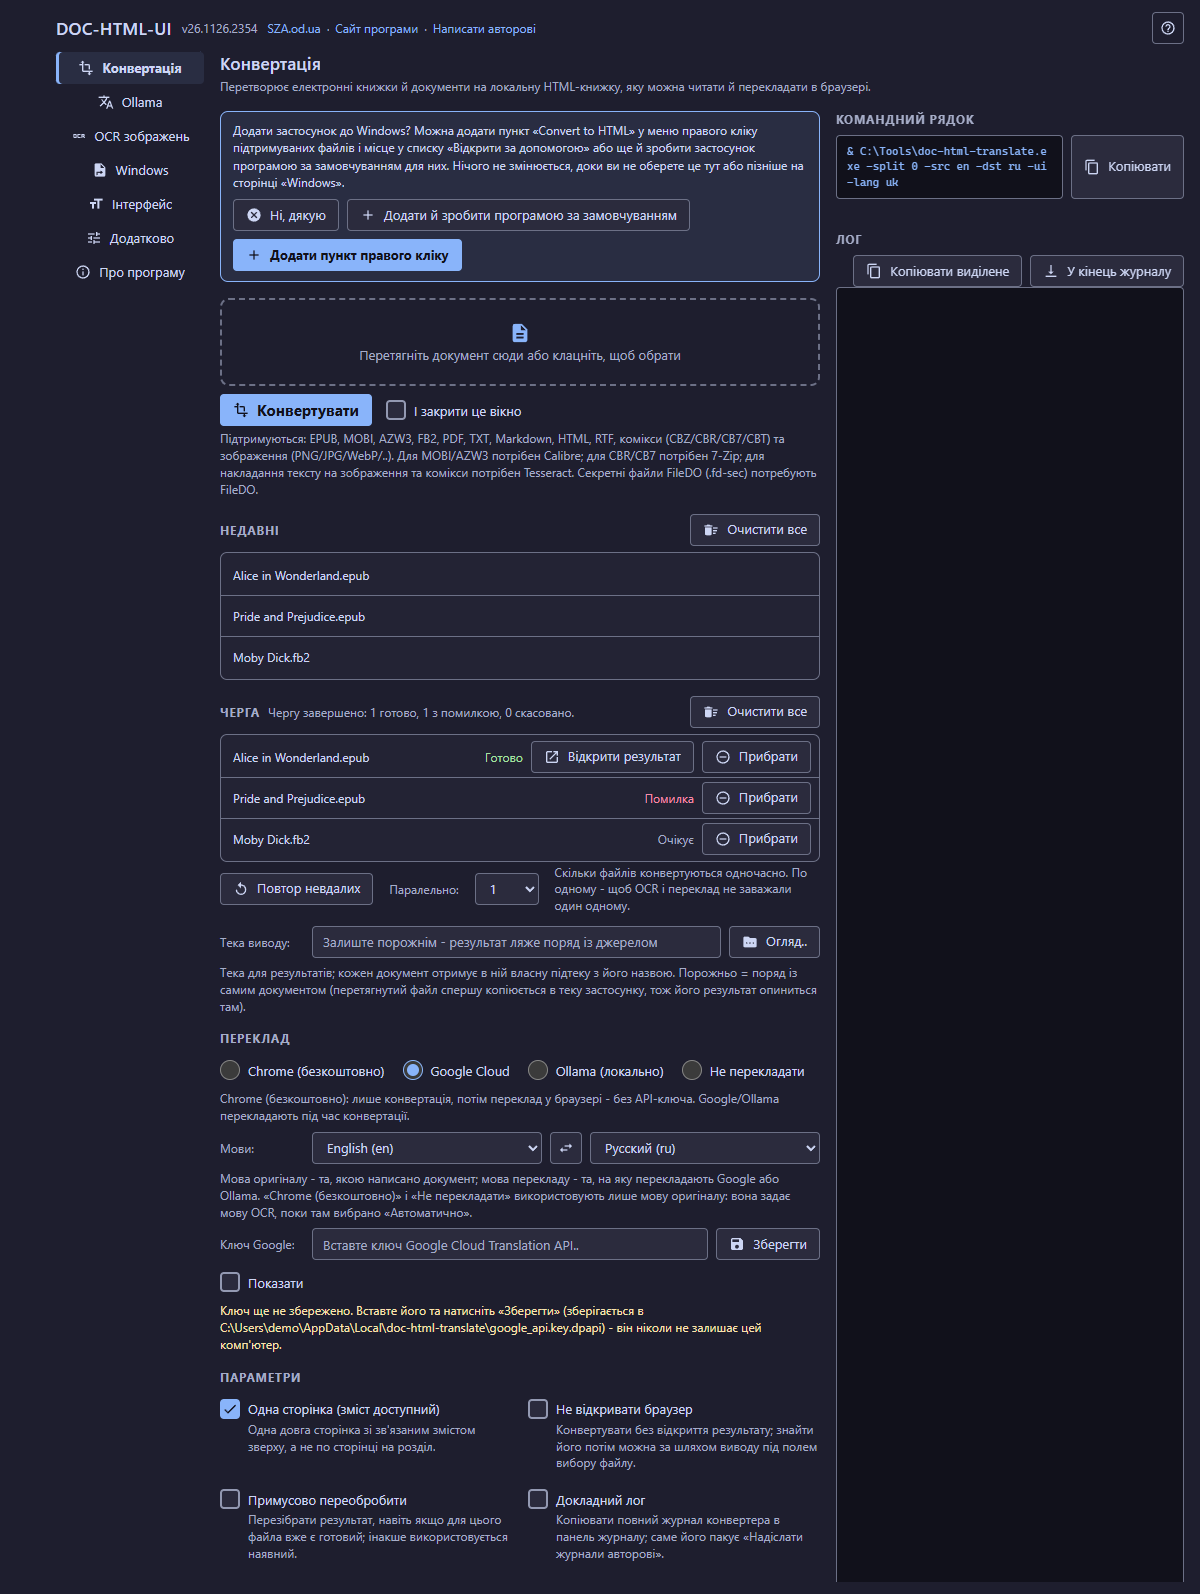 DOC-HTML-UI v26.1126.2354 SZA.od.ua · Сайт програми · Написати авторові
Конвертація
Ollama
OCR зображень
Windows
Інтерфейс
Додатково
Про програму
Конвертація
Перетворює електронні книжки й документи на локальну HTML-книжку, яку можна читати й перекладати в браузері.
Додати застосунок до Windows? Можна додати пункт «Convert to HTML» у меню правого кліку
підтримуваних файлів і місце у списку «Відкрити за допомогою» або ще й зробити застосунок
програмою за замовчуванням для них. Нічого не змінюється, доки ви не оберете це тут або пізніше на
сторінці «Windows».
Ні, дякую
Додати й зробити програмою за замовчуванням
Додати пункт правого кліку
Перетягніть документ сюди або клацніть, щоб обрати
Конвертувати
І закрити це вікно
Підтримуються: EPUB, MOBI, AZW3, FB2, PDF, TXT, Markdown, HTML, RTF, комікси (CBZ/CBR/CB7/CBT) та
зображення (PNG/JPG/WebP/..). Для MOBI/AZW3 потрібен Calibre; для CBR/CB7 потрібен 7-Zip; для
накладання тексту на зображення та комікси потрібен Tesseract. Секретні файли FileDO (.fd-sec) потребують
FileDO.
НЕДАВНІ
Очистити все
Alice in Wonderland.epub
Pride and Prejudice.epub
Moby Dick.fb2
ЧЕРГА Чергу завершено: 1 готово, 1 з помилкою, 0 скасовано.
Очистити все
Alice in Wonderland.epub Готово Відкрити результат Прибрати
Pride and Prejudice.epub Помилка Прибрати
Moby Dick.fb2 Очікує Прибрати
Повтор невдалих
Паралельно: 1
Скільки файлів конвертуються одночасно. По
одному - щоб OCR і переклад не заважали
один одному.
Тека виводу: Залиште порожнім - результат ляже поряд із джерелом Огляд..
Тека для результатів; кожен документ отримує в ній власну підтеку з його назвою. Порожньо = поряд із
самим документом (перетягнутий файл спершу копіюється в теку застосунку, тож його результат опиниться
там).
ПЕРЕКЛАД
Chrome (безкоштовно) Google Cloud Ollama (локально) Не перекладати
Chrome (безкоштовно): лише конвертація, потім переклад у браузері - без API-ключа. Google/Ollama
перекладають під час конвертації.
Мови: English (en) Русский (ru)
Мова оригіналу - та, якою написано документ; мова перекладу - та, на яку перекладають Google або
Ollama. «Chrome (безкоштовно)» і «Не перекладати» використовують лише мову оригіналу: вона задає
мову OCR, поки там вибрано «Автоматично».
Ключ Google: Вставте ключ Google Cloud Translation API.. Зберегти
Показати
Ключ ще не збережено. Вставте його та натисніть «Зберегти» (зберігається в
C:\Users\demo\AppData\Local\doc-html-translate\google_api.key.dpapi) - він ніколи не залишає цей
комп'ютер.
ПАРАМЕТРИ
Одна сторінка (зміст доступний)
Одна довга сторінка зі зв'язаним змістом
зверху, а не по сторінці на розділ.
Не відкривати браузер
Конвертувати без відкриття результату; знайти
його потім можна за шляхом виводу під полем
вибору файлу.
Примусово переобробити
Перезібрати результат, навіть якщо для цього
файла вже є готовий; інакше використовується
наявний.
Докладний лог
Копіювати повний журнал конвертера в
панель журналу; саме його пакує «Надіслати
журнали авторові».
КОМАНДНИЙ РЯДОК
& C:\Tools\doc-html-translate.e
xe -split 0 -src en -dst ru -ui
-lang uk
Копіювати
ЛОГ
Копіювати виділене
У кінець журналу